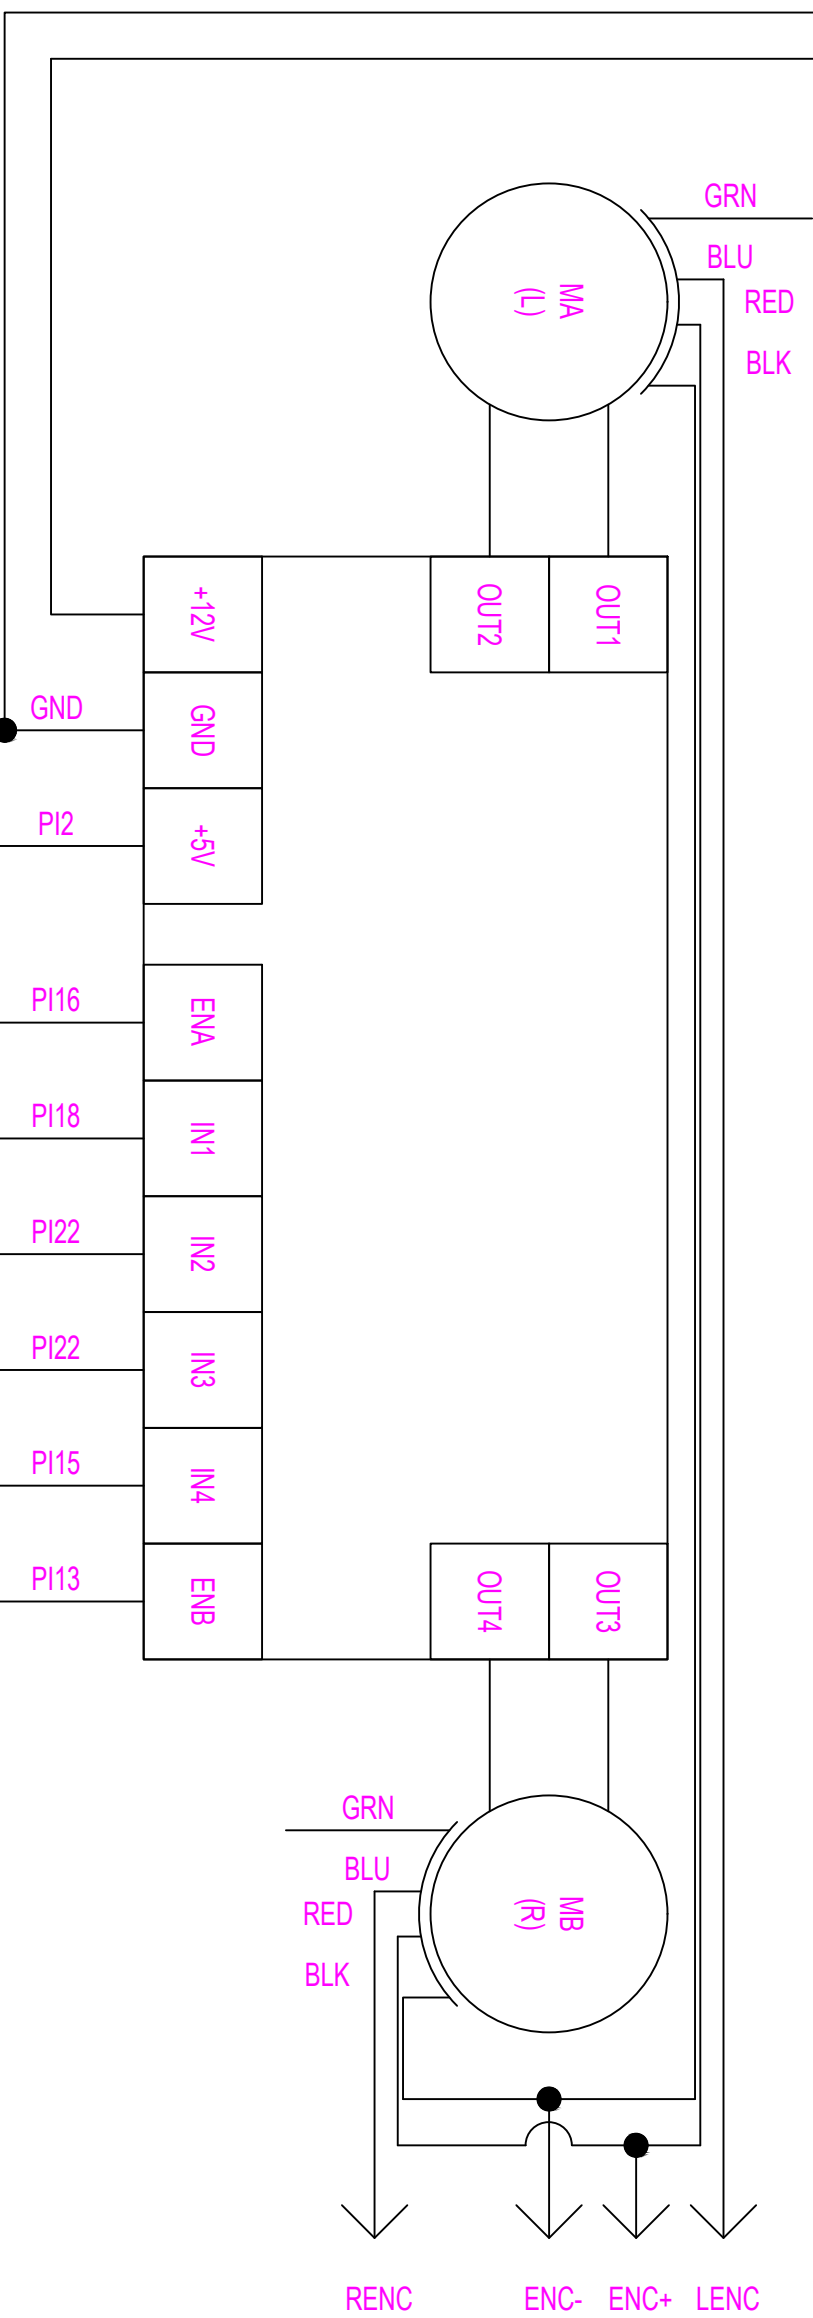 GRN
BLU
RED
BLK
MA
(L)
+12V
OUT2
OUT1
GND
GND
PI2
+5V
PI16
ENA
PI18
IN1
PI22
IN2
PI22
IN3
PI15
IN4
PI13
ENB
OUT4
OUT3
GRN
BLU
RED
BLK
MB
(R)
RENC
ENC-
ENC+
LENC